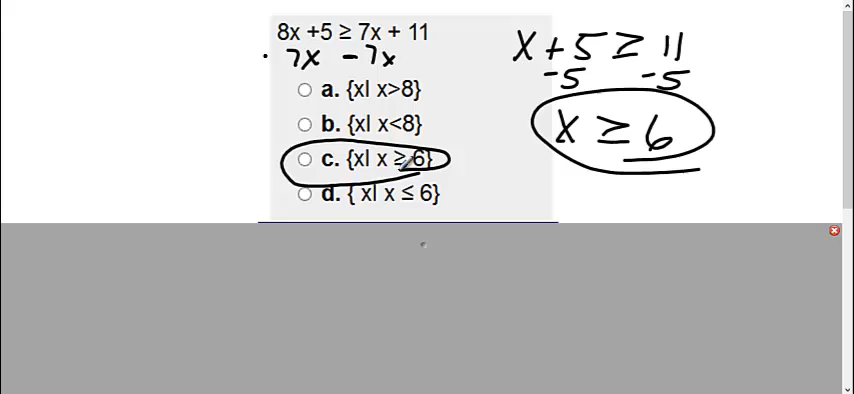 8x +5 ≥ 7x + 11
- 7x - 7x
a. {x| x>8}
b. {x| x<8}
c. {x| x ≥ 6}
d. { x| x ≤ 6}
x + 5 ≥ 11
-5 -5
x ≥ 6